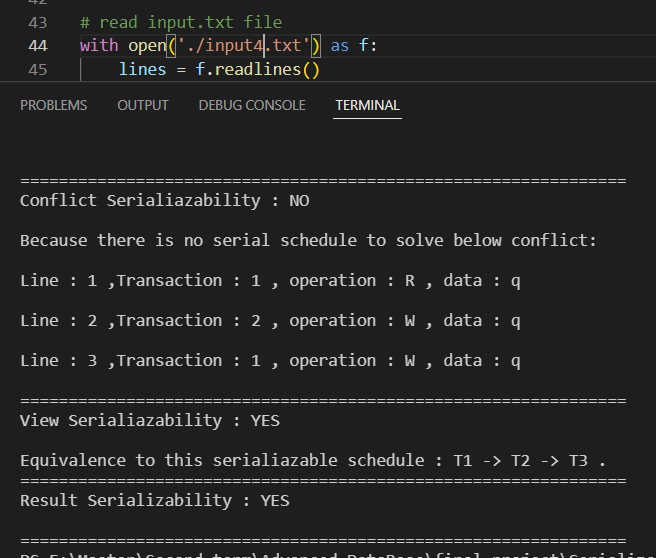 42
43 # read input.txt file
44 with open('./input4.txt') as f:
45 lines = f.readlines()
PROBLEMS OUTPUT DEBUG CONSOLE TERMINAL
===============================================================
Conflict Serialiazability : NO
Because there is no serial schedule to solve below conflict:
Line : 1 ,Transaction : 1 , operation : R , data : q
Line : 2 ,Transaction : 2 , operation : W , data : q
Line : 3 ,Transaction : 1 , operation : W , data : q
===============================================================
View Serialiazability : YES
Equivalence to this serialiazable schedule : T1 -> T2 -> T3 .
===============================================================
Result Serializability : YES
===============================================================
PS E:\Master\Second term\Advanced DataBase\final project\Serialize